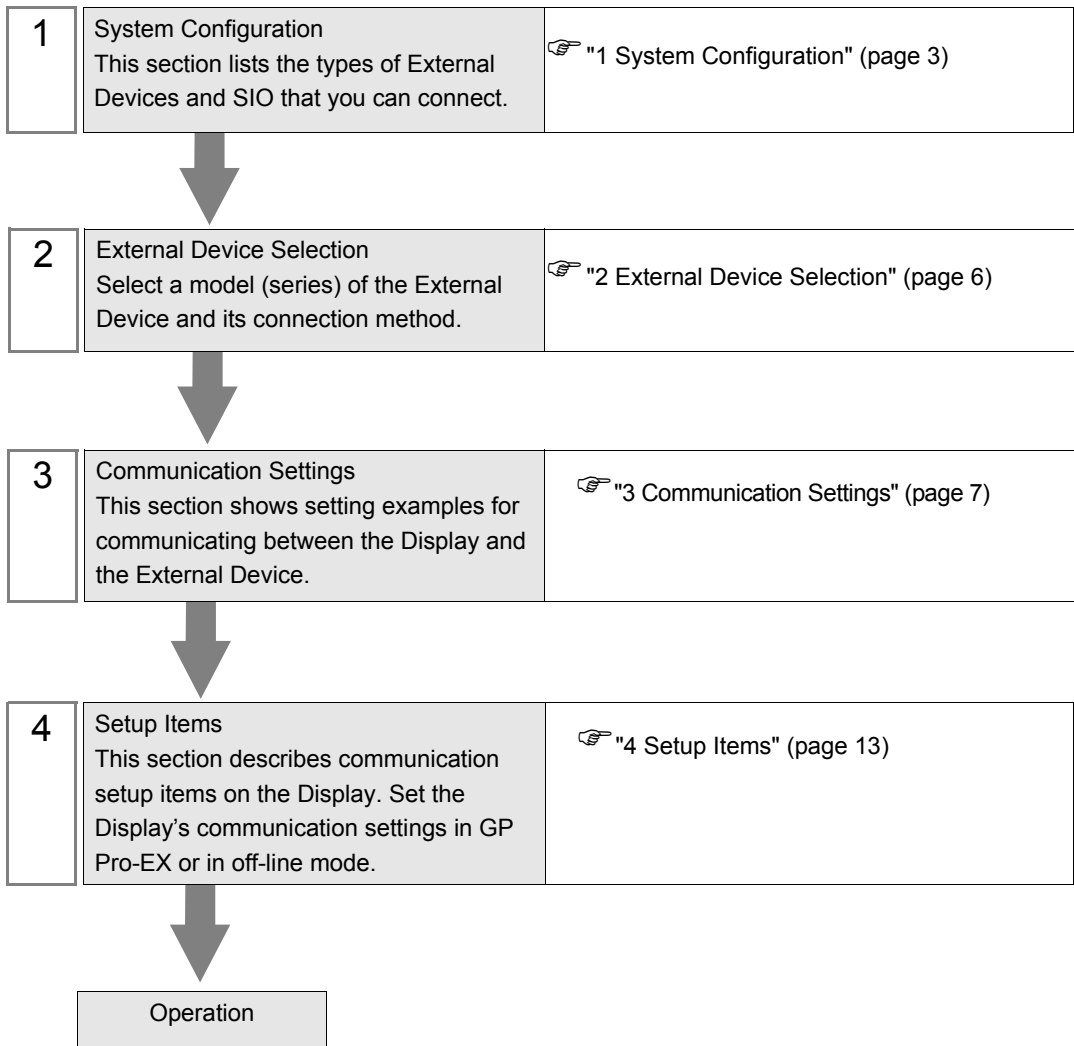 1
System Configuration
This section lists the types of External
Devices and SIO that you can connect.
"1 System Configuration" (page 3)
2
External Device Selection
Select a model (series) of the External
Device and its connection method.
"2 External Device Selection" (page 6)
3
Communication Settings
This section shows setting examples for
communicating between the Display and
the External Device.
"3 Communication Settings" (page 7)
4
Setup Items
This section describes communication
setup items on the Display. Set the
Display’s communication settings in GP
Pro-EX or in off-line mode.
"4 Setup Items" (page 13)
Operation